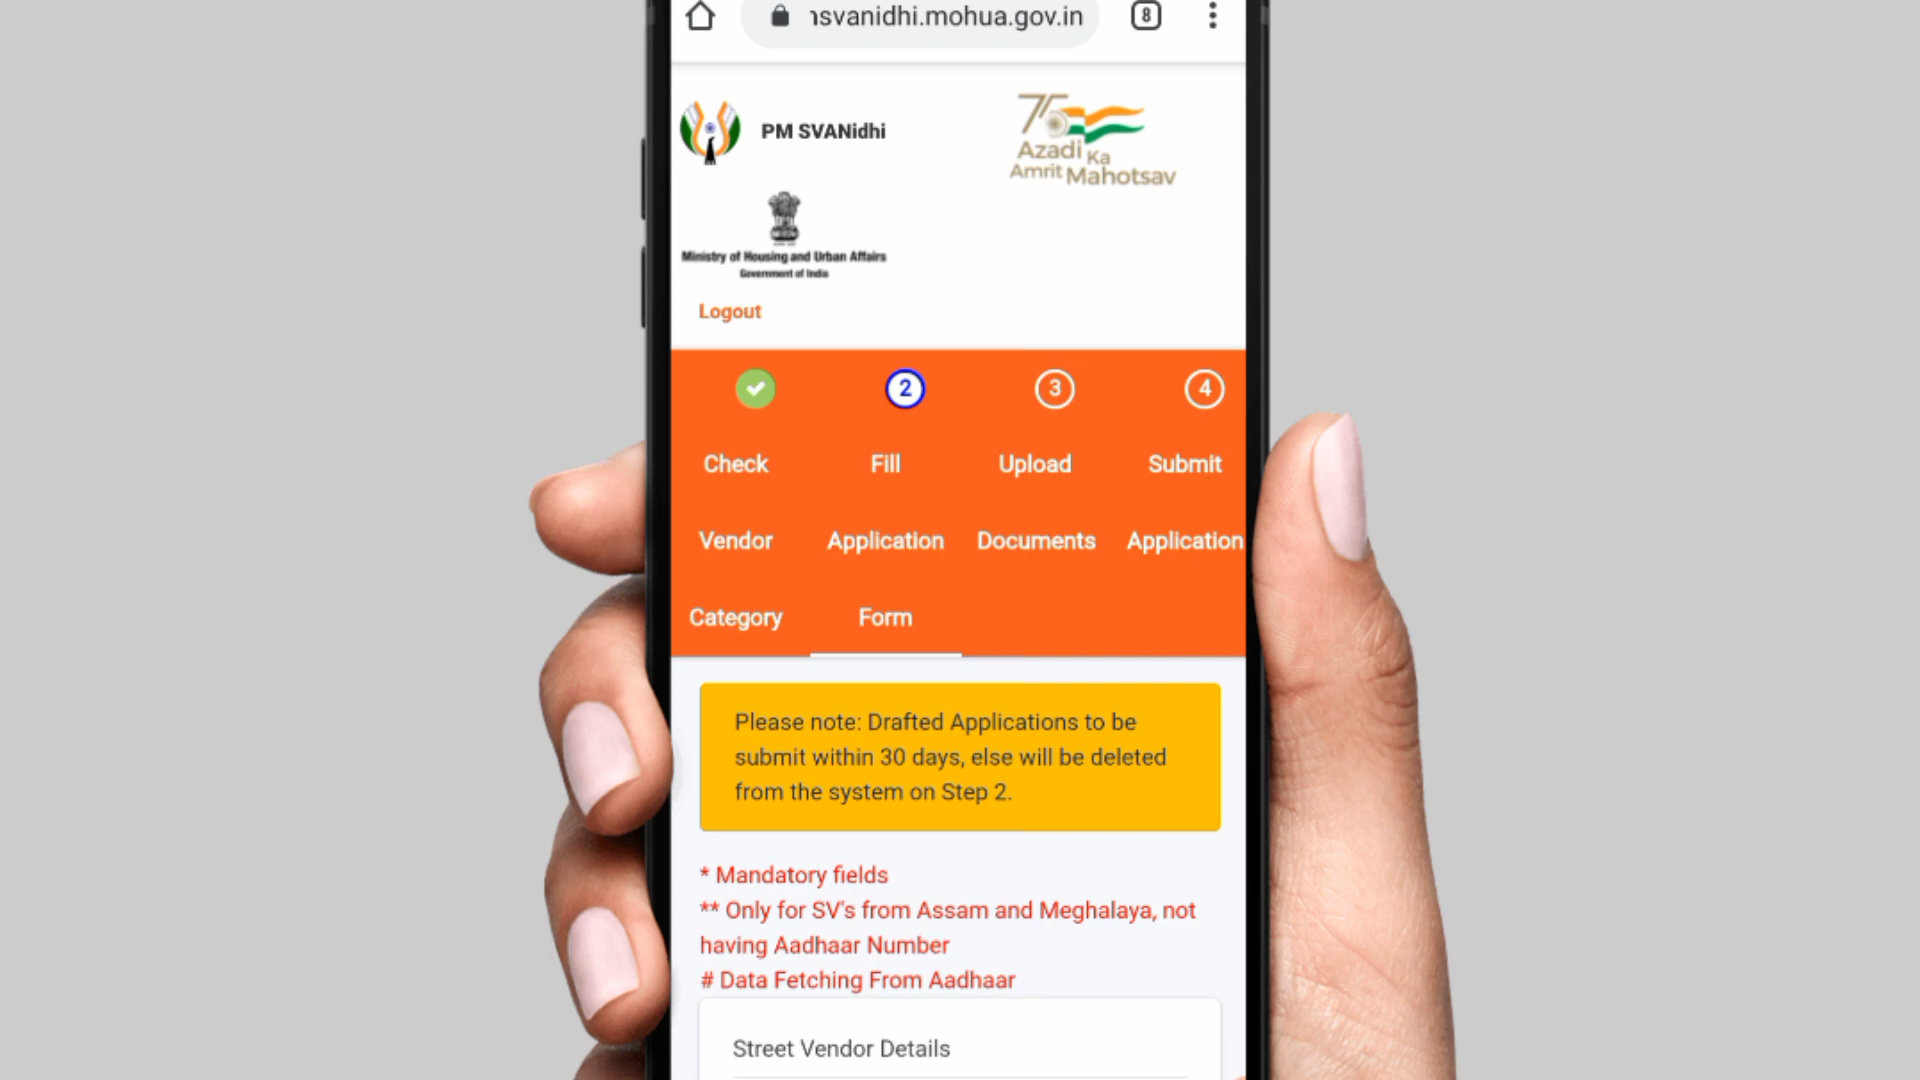 ısvanidhi.mohua.gov.in
8
PM SVANidhi
75
Azadi Ka
Amrit Mahotsav
Ministry of Housing and Urban Affairs
Government of India
Logout
2
3
4
Check
Fill
Upload
Submit
Vendor
Application
Documents
Application
Category
Form
Please note: Drafted Applications to be
submit within 30 days, else will be deleted
from the system on Step 2.
* Mandatory fields
** Only for SV's from Assam and Meghalaya, not
having Aadhaar Number
# Data Fetching From Aadhaar
Street Vendor Details